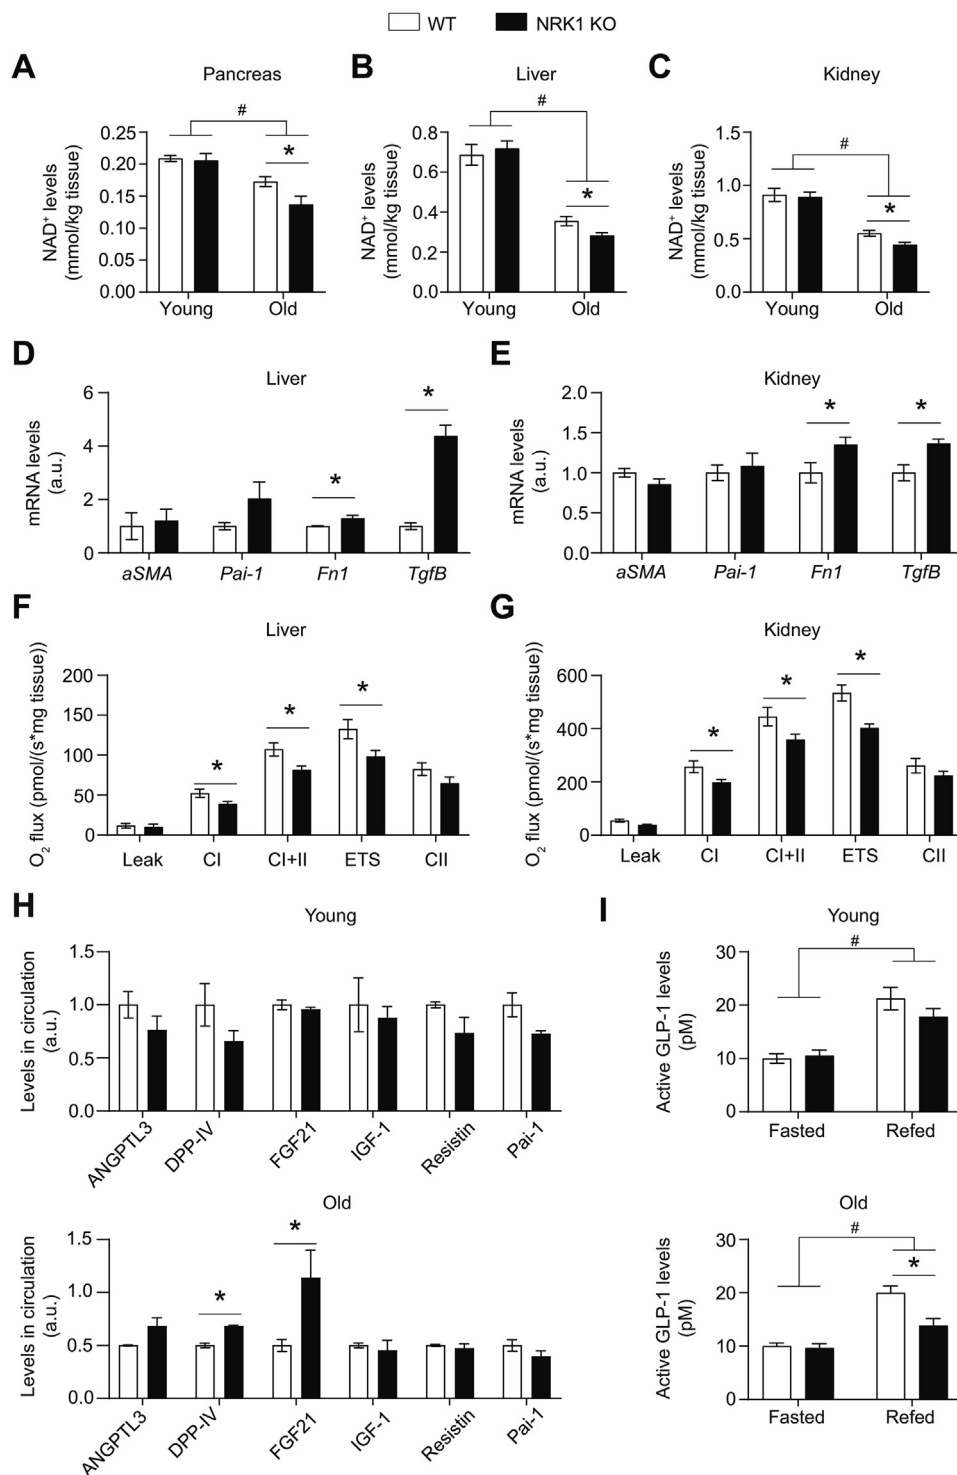 WT NRK1 KO
A Pancreas
NAD⁺ levels
(mmol/kg tissue)
0.25
0.20
0.15
0.10
0.05
0.00
#
*
Young Old
B Liver
NAD⁺ levels
(mmol/kg tissue)
0.8
0.6
0.4
0.2
0.0
#
*
Young Old
C Kidney
NAD⁺ levels
(mmol/kg tissue)
1.5
1.0
0.5
0.0
#
*
Young Old
D Liver
mRNA levels
(a.u.)
6
4
2
0
* *
aSMA Pai-1 Fn1 TgfB
E Kidney
mRNA levels
(a.u.)
2.0
1.5
1.0
0.5
0.0
* *
aSMA Pai-1 Fn1 TgfB
F Liver
O₂ flux (pmol/(s*mg tissue))
200
150
100
50
0
* * *
Leak CI CI+II ETS CII
G Kidney
O₂ flux (pmol/(s*mg tissue))
600
400
200
0
* * *
Leak CI CI+II ETS CII
H Young
Levels in circulation
(a.u.)
1.5
1.0
0.5
0.0
ANGPTL3 DPP-IV FGF21 IGF-1 Resistin Pai-1
Old
Levels in circulation
(a.u.)
1.5
1.0
0.5
0.0
* *
ANGPTL3 DPP-IV FGF21 IGF-1 Resistin Pai-1
I Young
Active GLP-1 levels
(pM)
30
20
10
0
#
Fasted Refed
Old
Active GLP-1 levels
(pM)
30
20
10
0
#
*
Fasted Refed